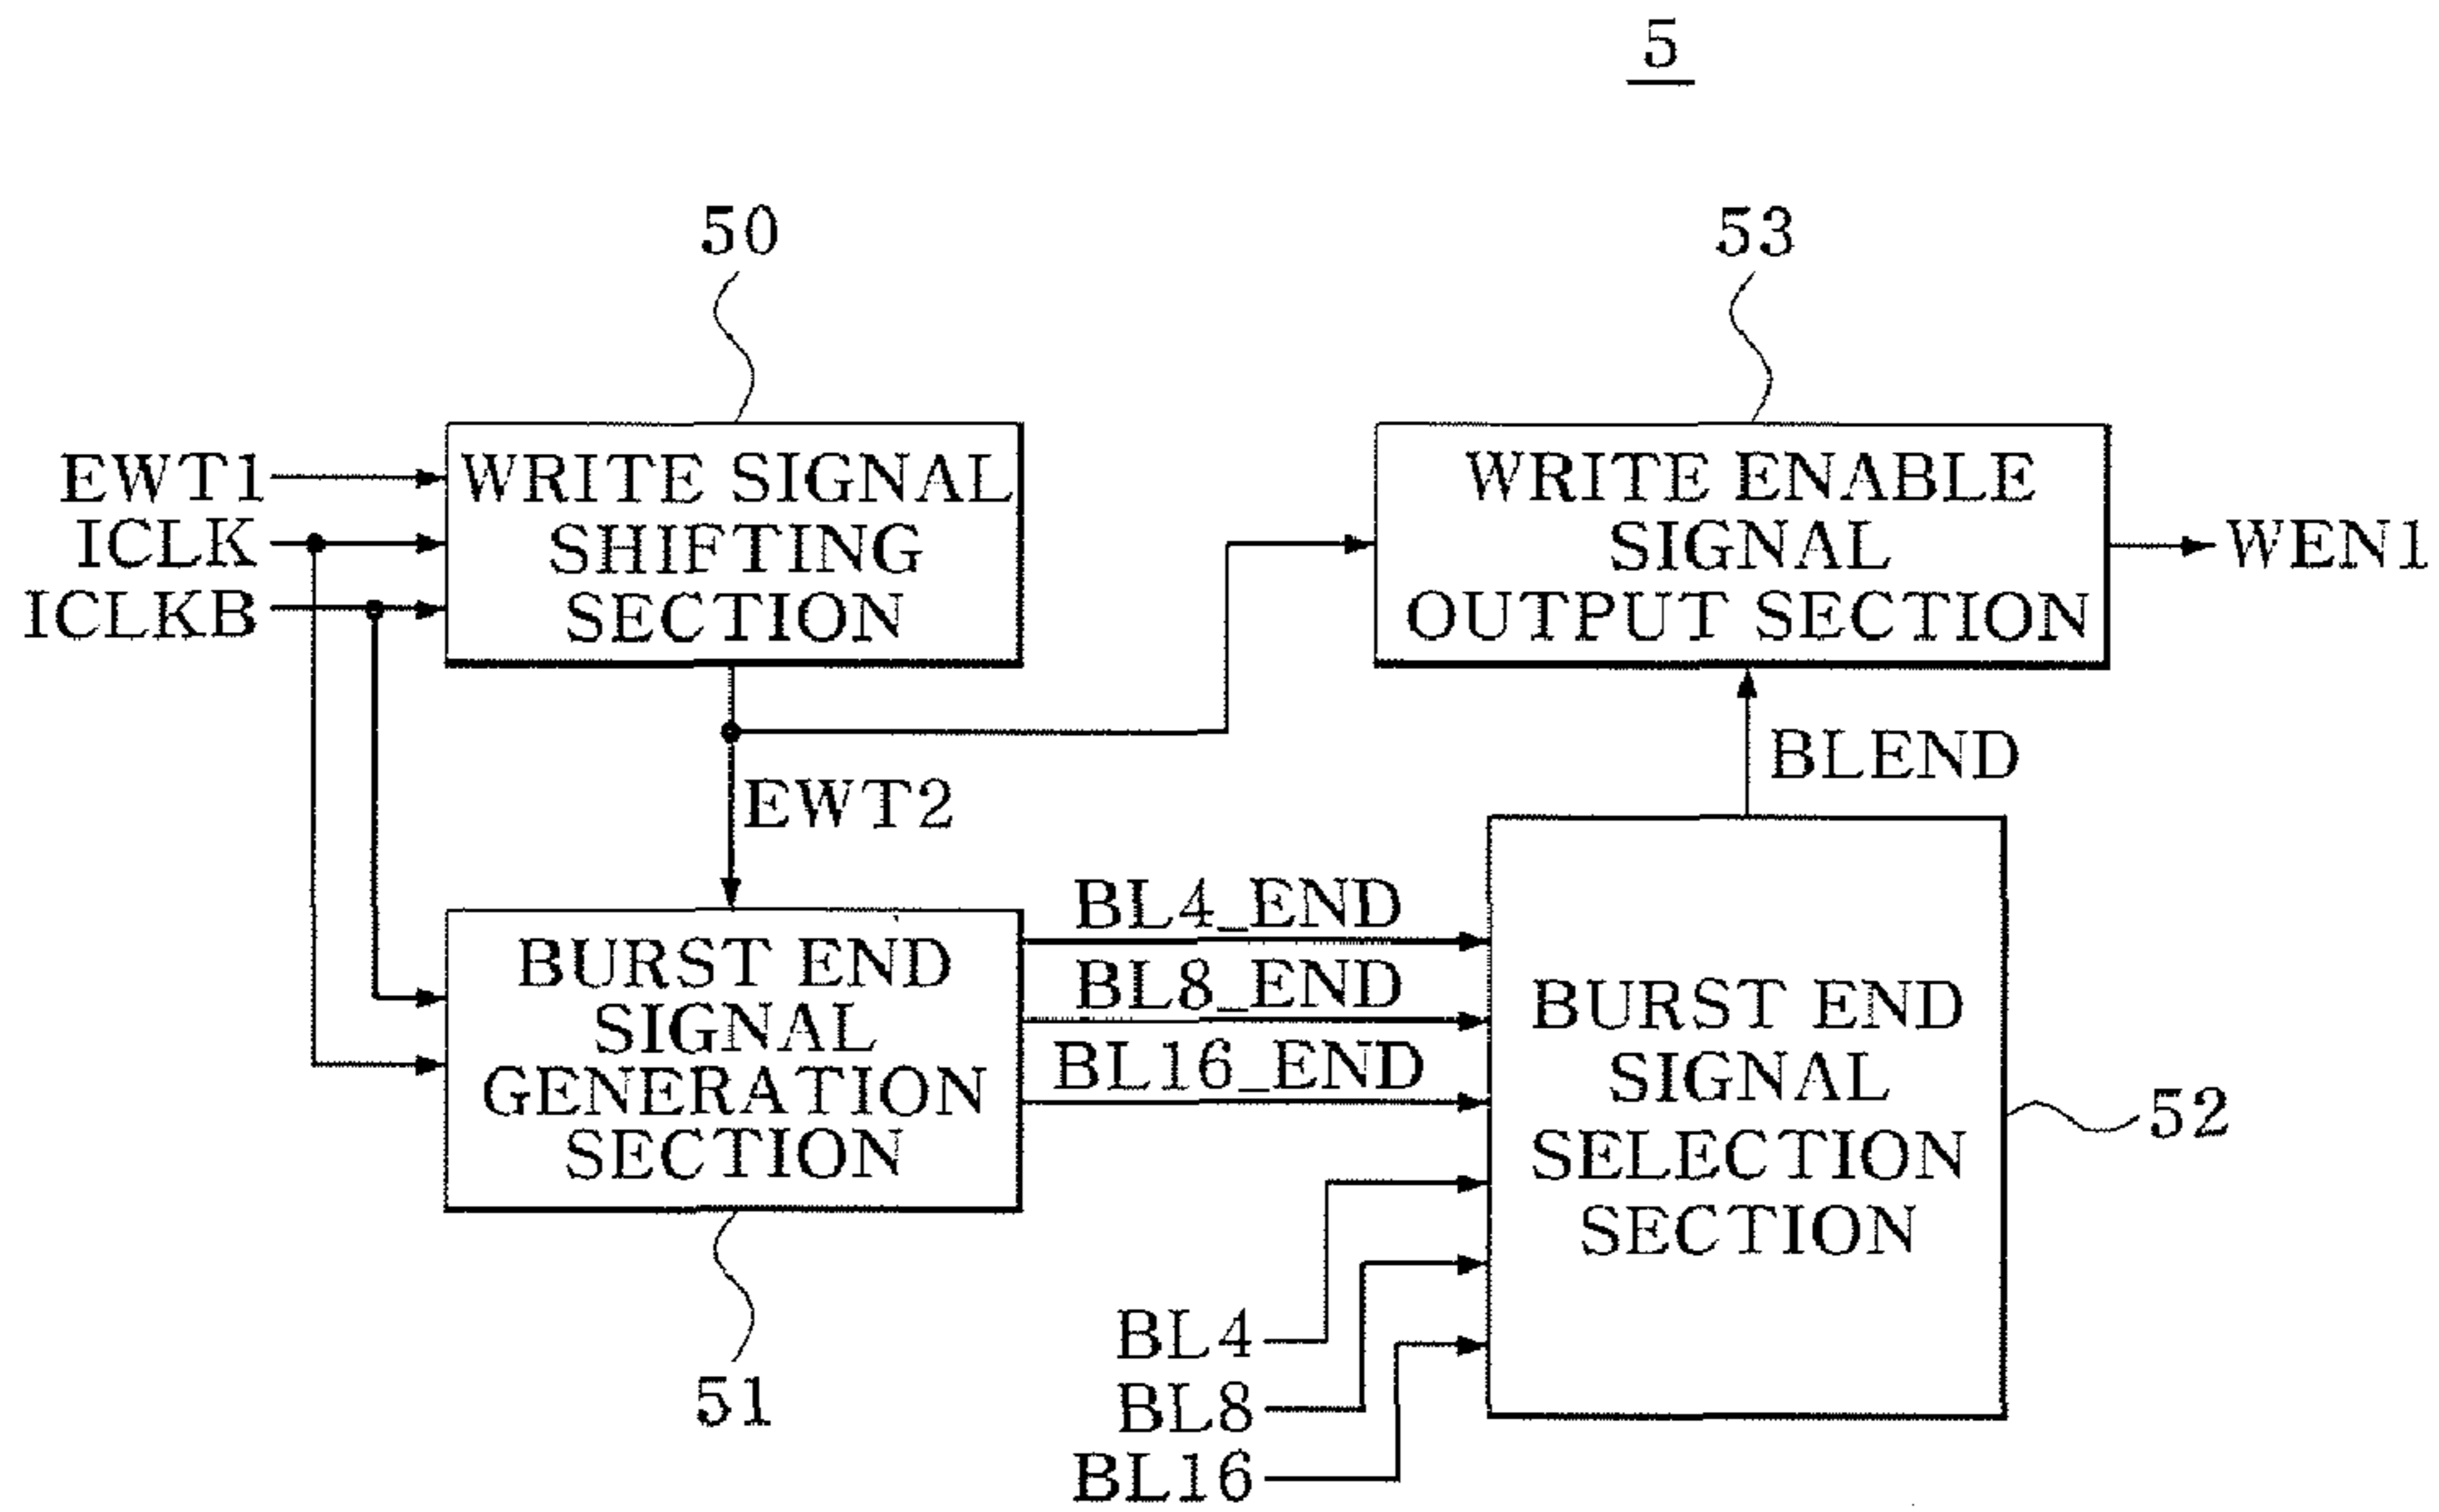 5
50
53
EWT1
ICLK
ICLKB
WRITE SIGNAL
SHIFTING
SECTION
WRITE ENABLE
SIGNAL
OUTPUT SECTION
WEN1
EWT2
BLEND
BURST END
SIGNAL
GENERATION
SECTION
BL4_END
BL8_END
BL16_END
BURST END
SIGNAL
SELECTION
SECTION
52
BL4
BL8
BL16
51